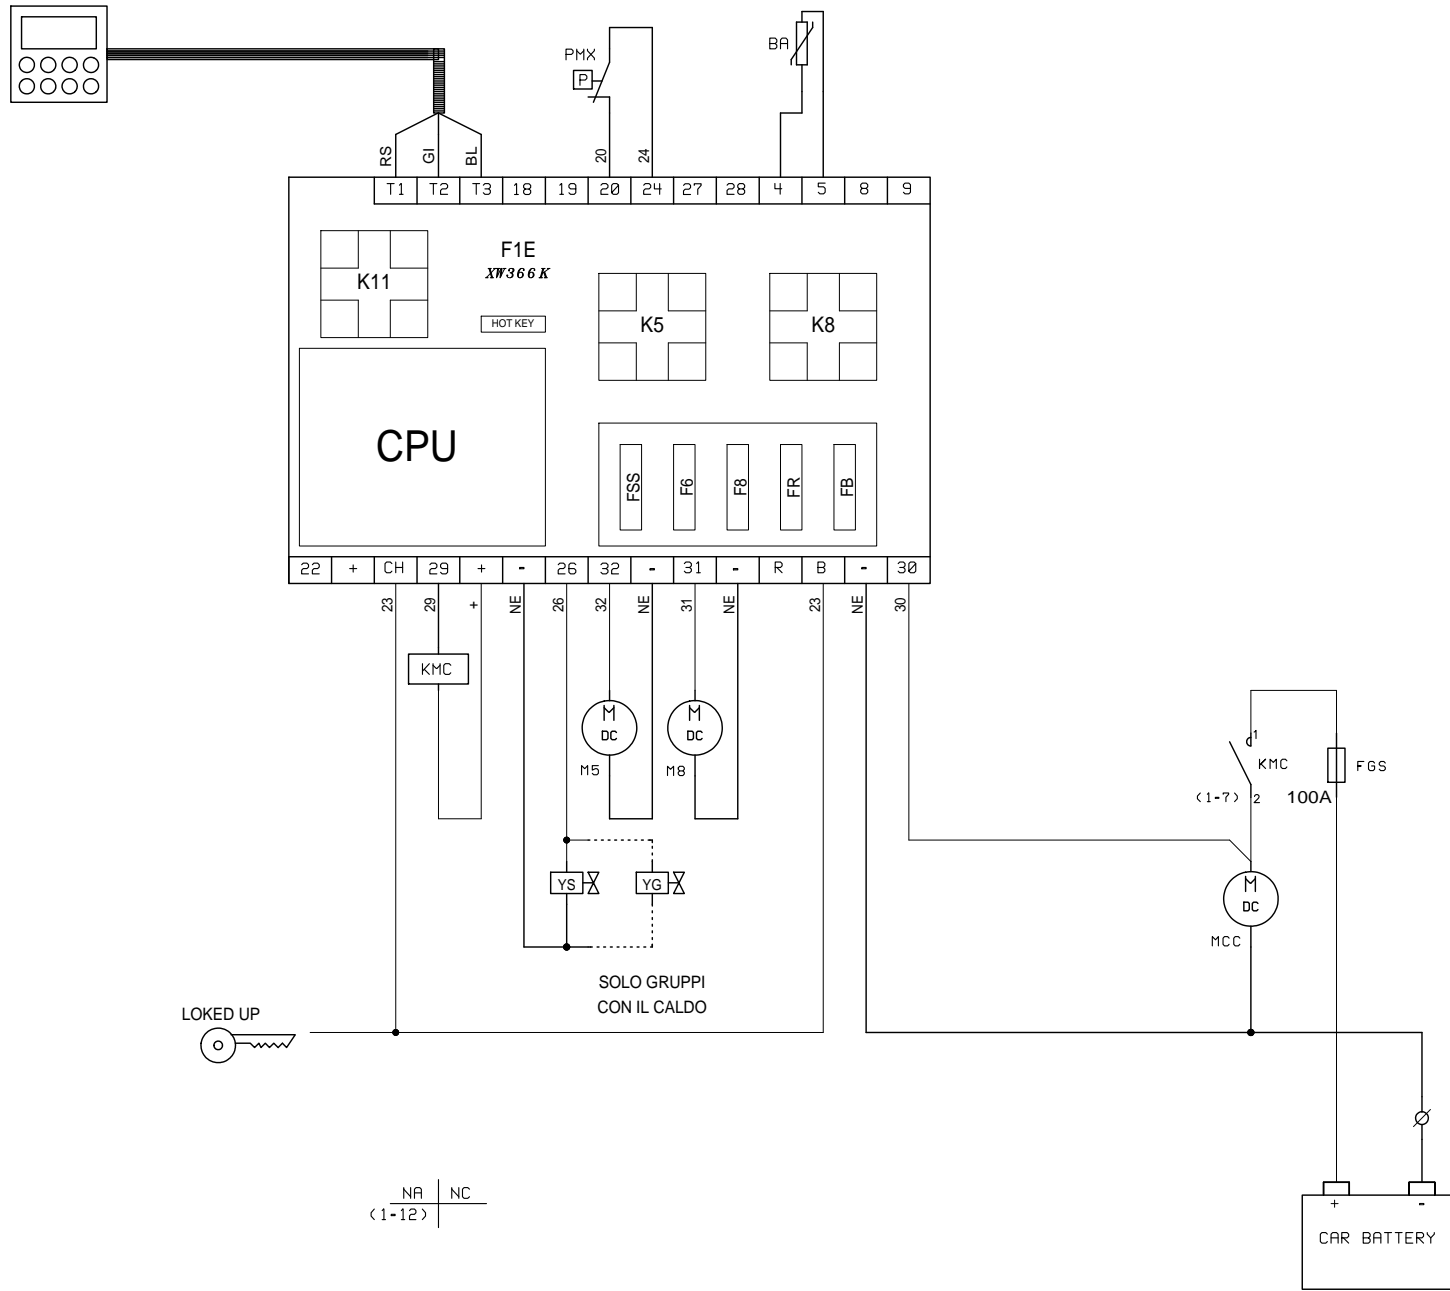 PMX
P
BA
RS
GI
BL
20
24
T1 T2 T3 18 19 20 24 27 28 4 5 8 9
F1E
XW366K
K11
HOT KEY
K5
K8
CPU
FSS
F6
F8
FR
FB
22 + CH 29 + - 26 32 - 31 - R B - 30
23
29
+
NE
26
32
NE
31
NE
23
NE
30
KMC
M
DC
M5
M
DC
M8
1
KMC
(1-7)
2
100A
FGS
YS
YG
M
DC
MCC
SOLO GRUPPI
CON IL CALDO
LOKED UP
NA NC
(1-12)
+ -
CAR BATTERY